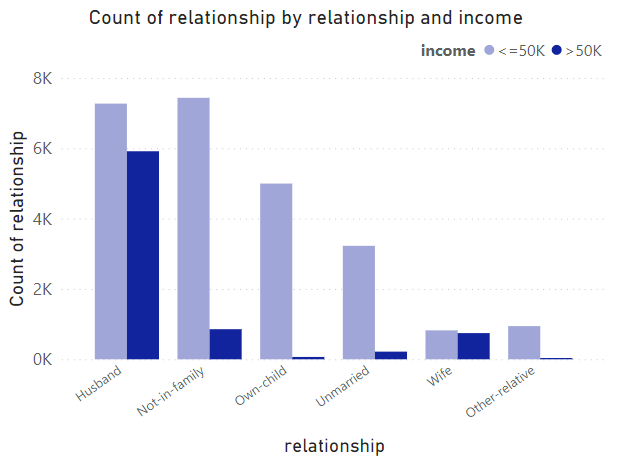 Count of relationship by relationship and income
income <=50K >50K
Count of relationship
8K
6K
4K
2K
0K
Husband
Not-in-family
Own-child
Unmarried
Wife
Other-relative
relationship